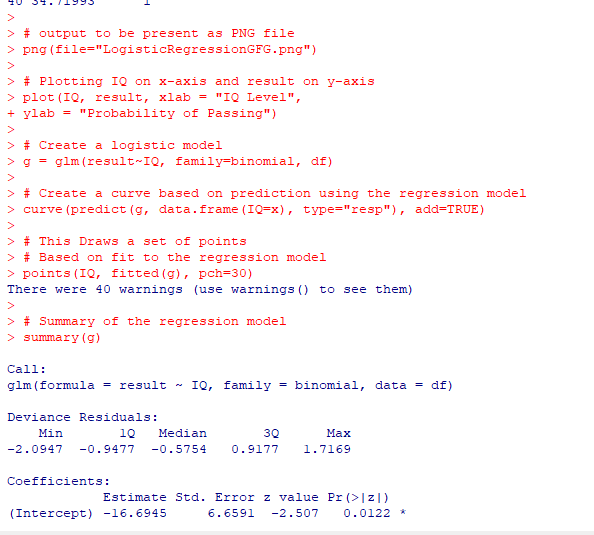 40 34.71993 1
>
> # output to be present as PNG file
> png(file="LogisticRegressionGFG.png")
>
> # Plotting IQ on x-axis and result on y-axis
> plot(IQ, result, xlab = "IQ Level",
+ ylab = "Probability of Passing")
>
> # Create a logistic model
> g = glm(result~IQ, family=binomial, df)
>
> # Create a curve based on prediction using the regression model
> curve(predict(g, data.frame(IQ=x), type="resp"), add=TRUE)
>
> # This Draws a set of points
> # Based on fit to the regression model
> points(IQ, fitted(g), pch=30)
There were 40 warnings (use warnings() to see them)
>
> # Summary of the regression model
> summary(g)
Call:
glm(formula = result ~ IQ, family = binomial, data = df)
Deviance Residuals:
Min 1Q Median 3Q Max
-2.0947 -0.9477 -0.5754 0.9177 1.7169
Coefficients:
Estimate Std. Error z value Pr(>|z|)
(Intercept) -16.6945 6.6591 -2.507 0.0122 *